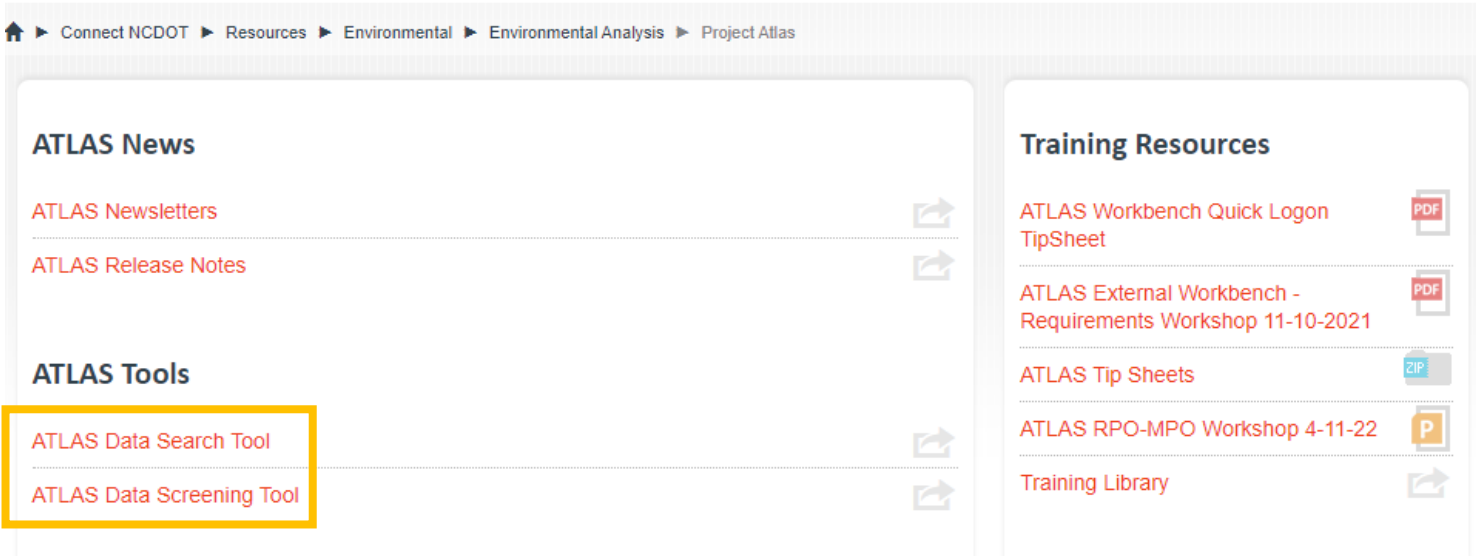 Connect NCDOT ▶ Resources ▶ Environmental ▶ Environmental Analysis ▶ Project Atlas
ATLAS News
ATLAS Newsletters
ATLAS Release Notes
ATLAS Tools
ATLAS Data Search Tool
ATLAS Data Screening Tool
Training Resources
ATLAS Workbench Quick Logon
TipSheet
PDF
ATLAS External Workbench -
Requirements Workshop 11-10-2021
PDF
ATLAS Tip Sheets
ZIP
ATLAS RPO-MPO Workshop 4-11-22
P
Training Library